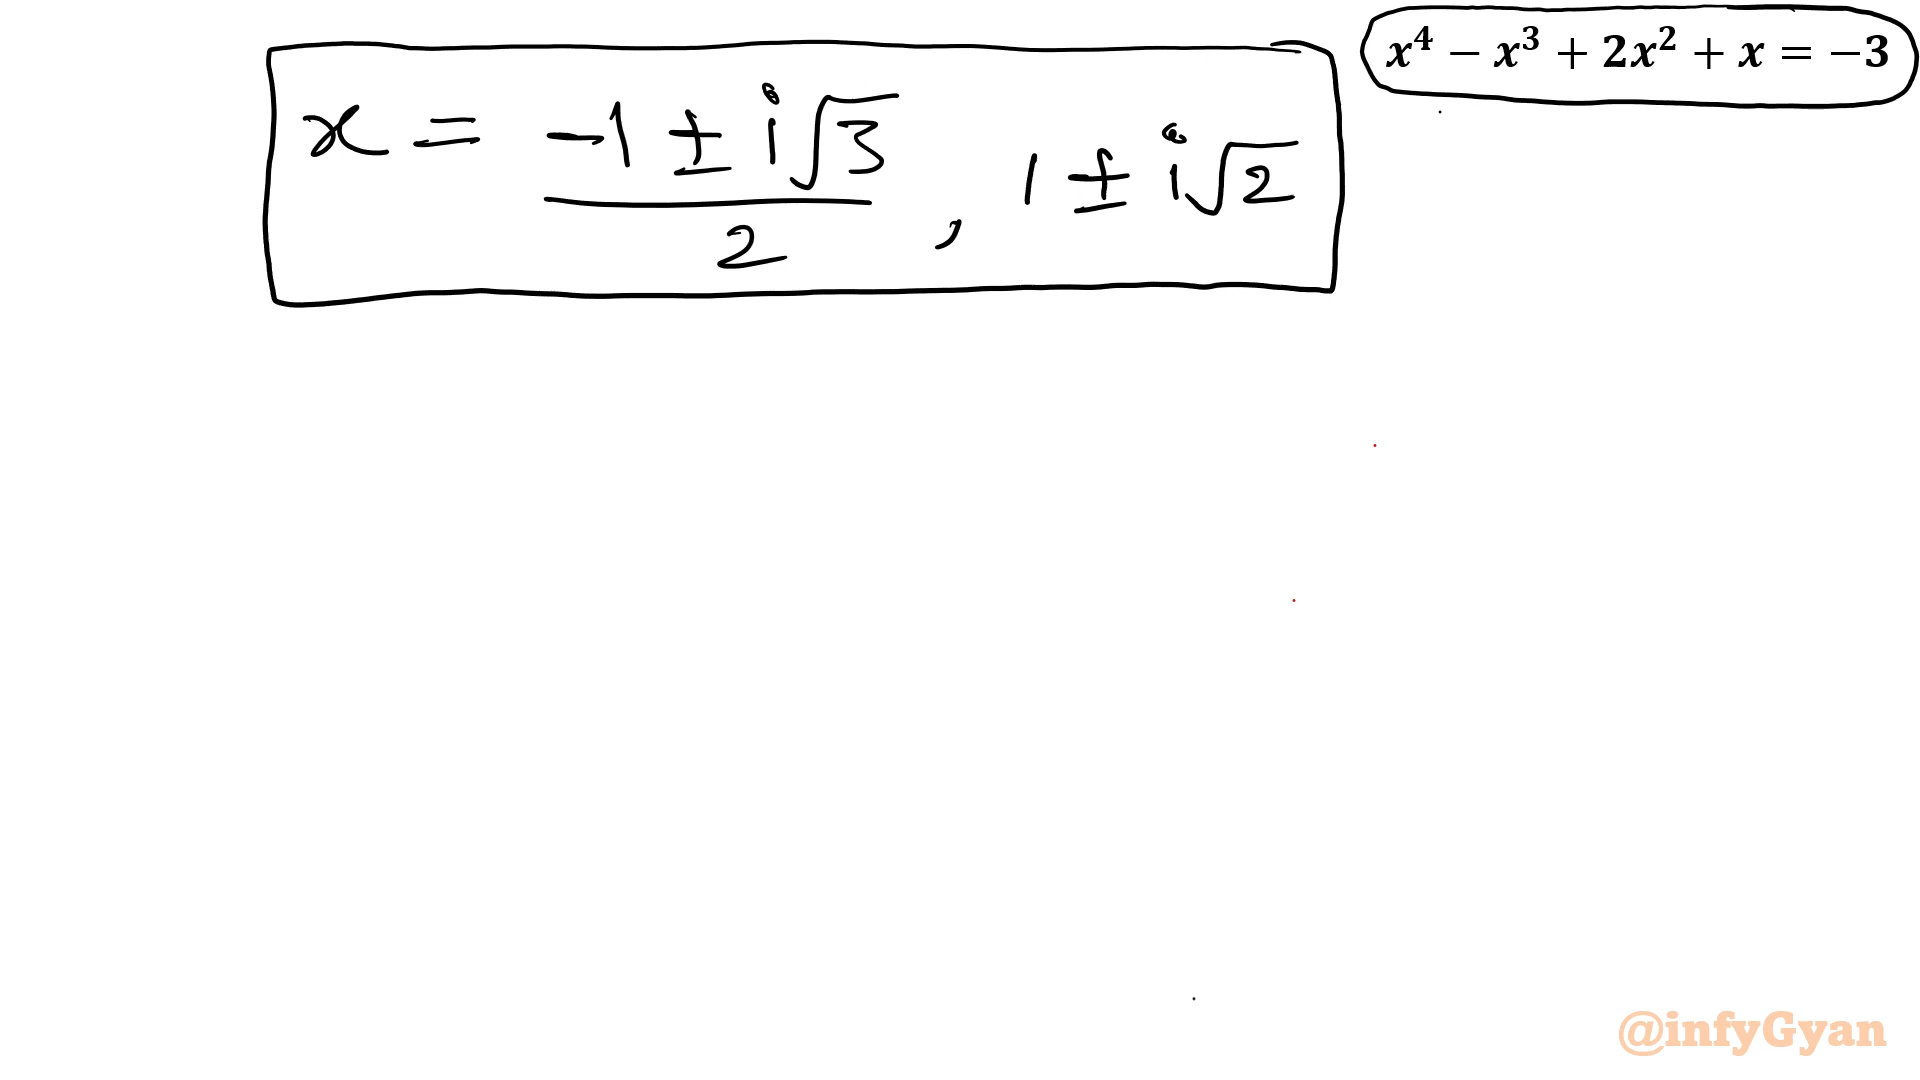 x⁴ − x³ + 2x² + x = −3
x = (-1 ± i√3)/2 , 1 ± i√2
@infyGyan